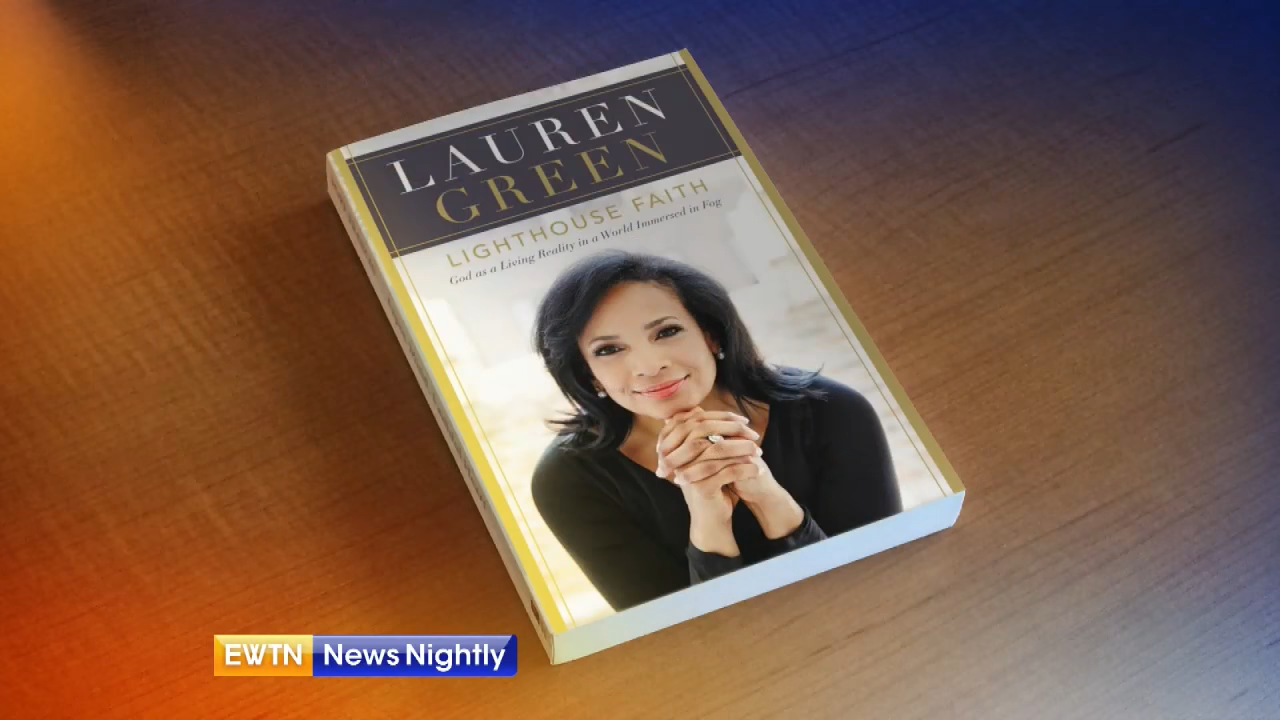 LAUREN
GREEN
LIGHTHOUSE FAITH
God as a Living Reality in a World Immersed in Fog
EWTN News Nightly